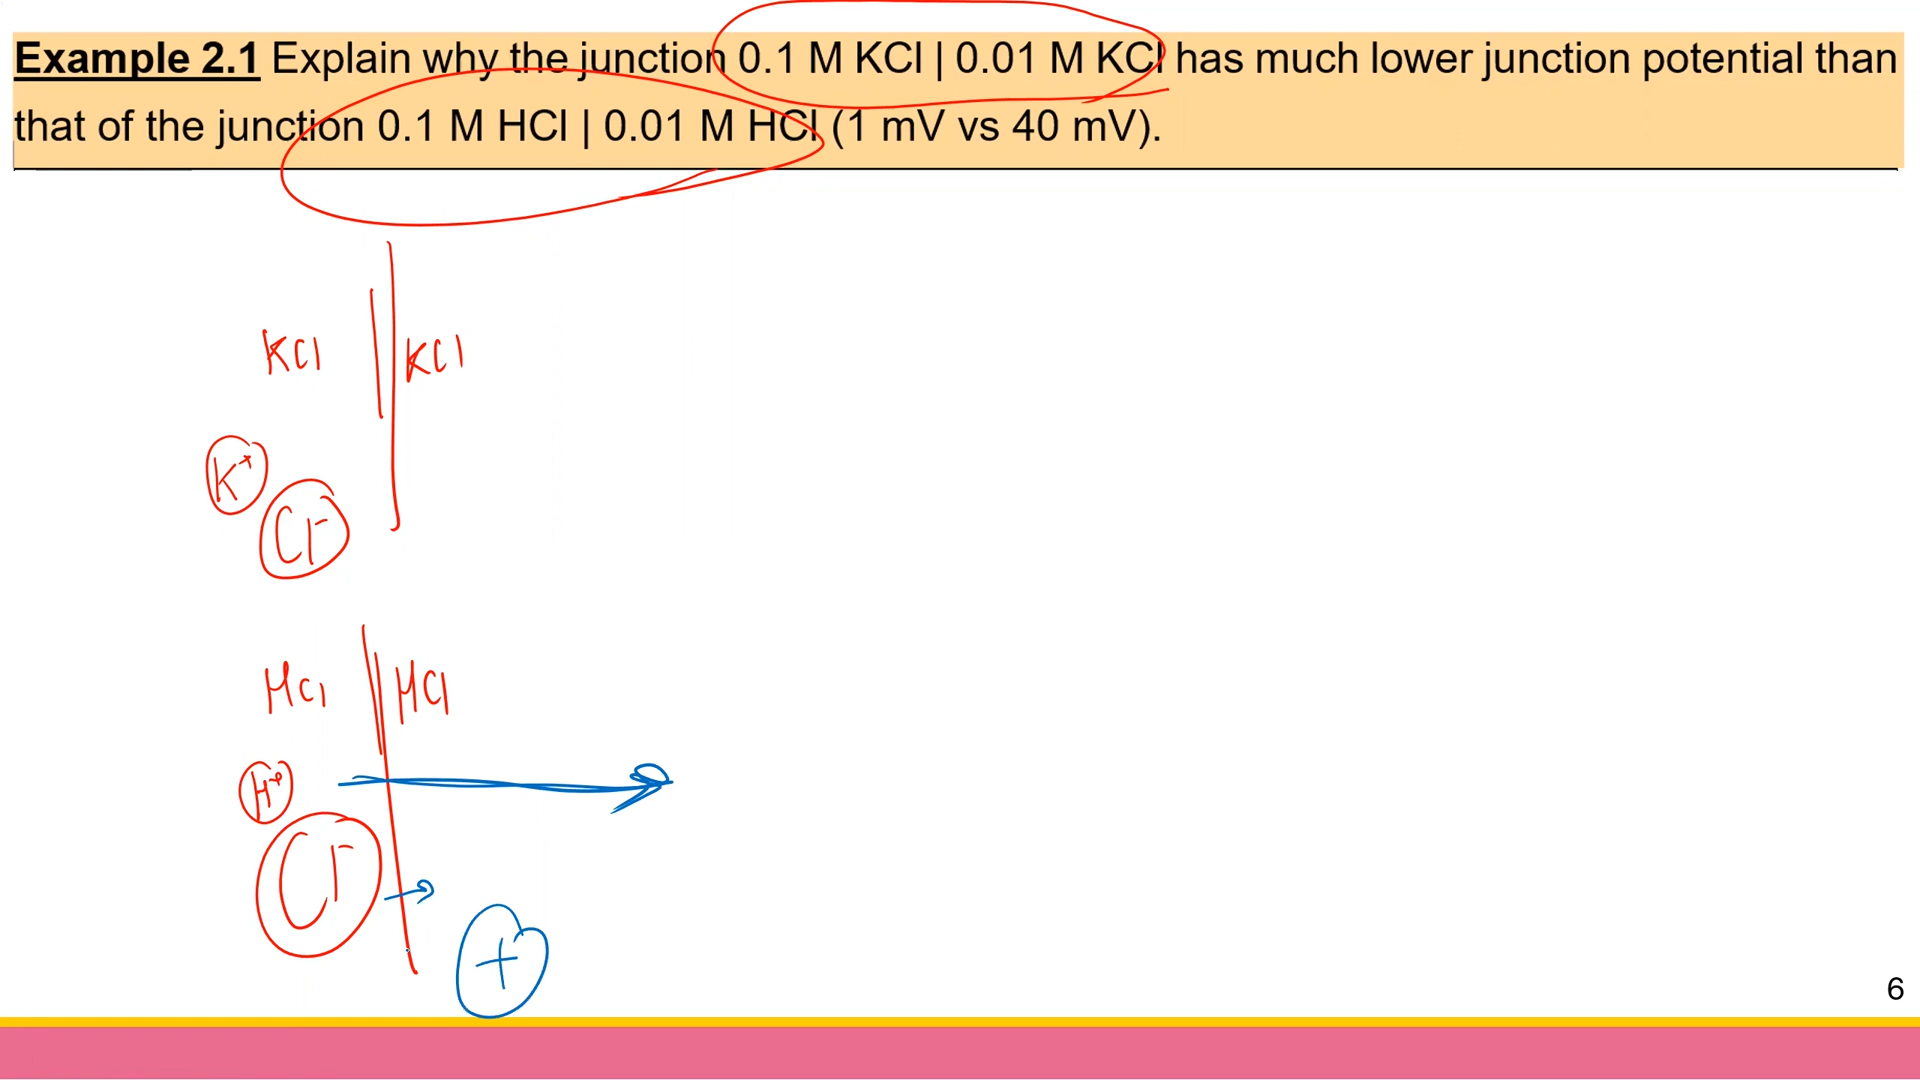 Example 2.1 Explain why the junction 0.1 M KCl | 0.01 M KCl has much lower junction potential than
that of the junction 0.1 M HCl | 0.01 M HCl (1 mV vs 40 mV).
KCl KCl
K+
Cl-
HCl HCl
H+
Cl-
+
6